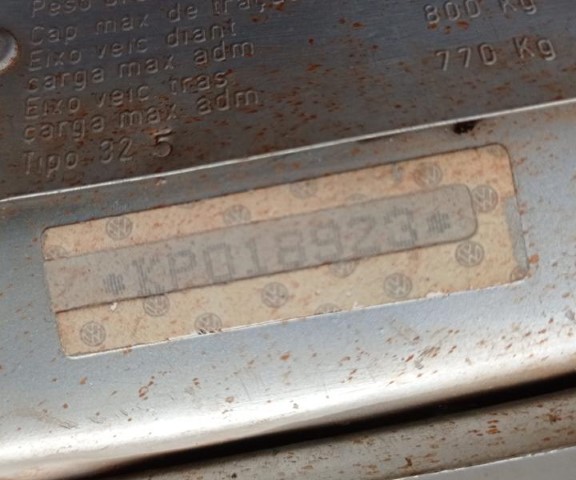 Peso
Cap max de traç
Eixo veic diant
carga max adm 800 Kg
Eixo veic tras
carga max adm 770 Kg
Tipo 32 5
*KP018923*